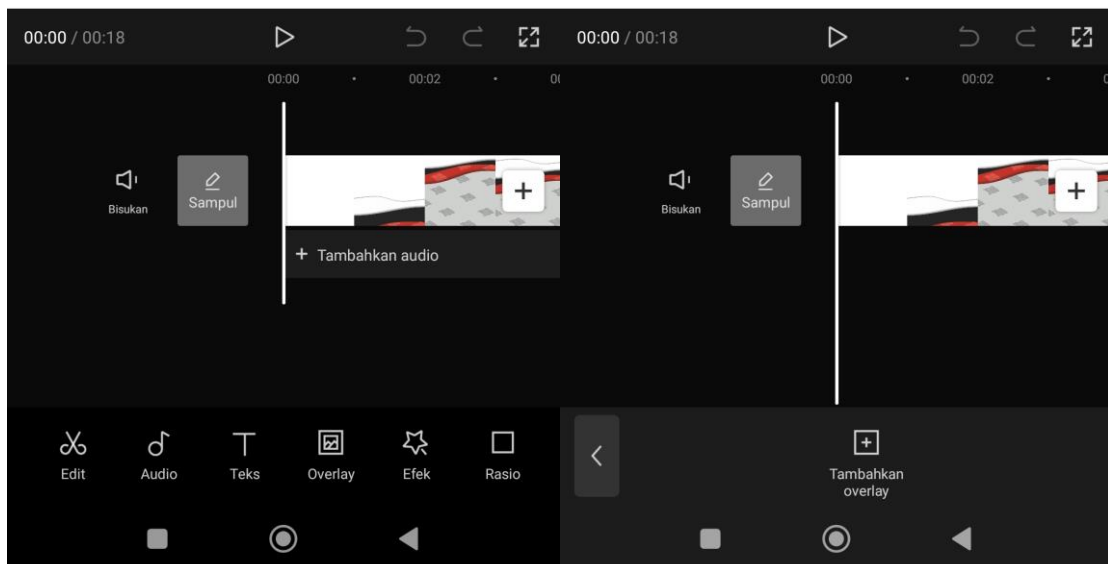 00:00 / 00:18
00:00 00:02
Bisukan
Sampul
+ Tambahkan audio
Edit Audio Teks Overlay Efek Rasio
00:00 / 00:18
00:00 00:02
Bisukan
Sampul
Tambahkan
overlay